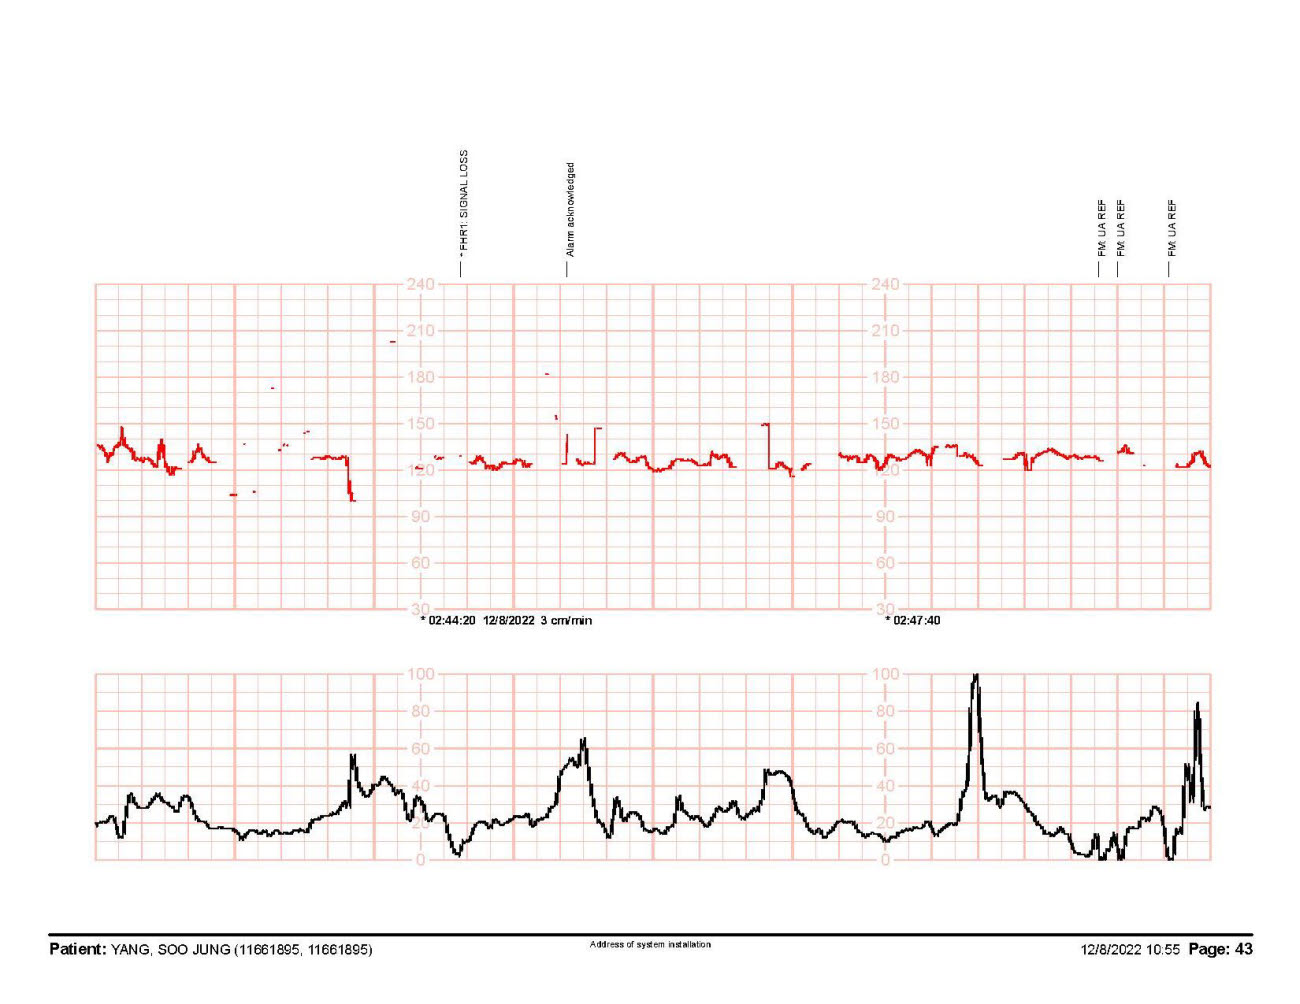 * FHR1: SIGNAL LOSS
Alarm acknowledged
FM: UA REF
FM: UA REF
FM: UA REF
240 240
210 210
180 180
150 150
120 120
90 90
60 60
30 30
* 02:44:20 12/8/2022 3 cm/min * 02:47:40
100 100
80 80
60 60
40 40
20 20
0 0
Patient: YANG, SOO JUNG (11661895, 11661895) Address of system installation 12/8/2022 10:55 Page: 43